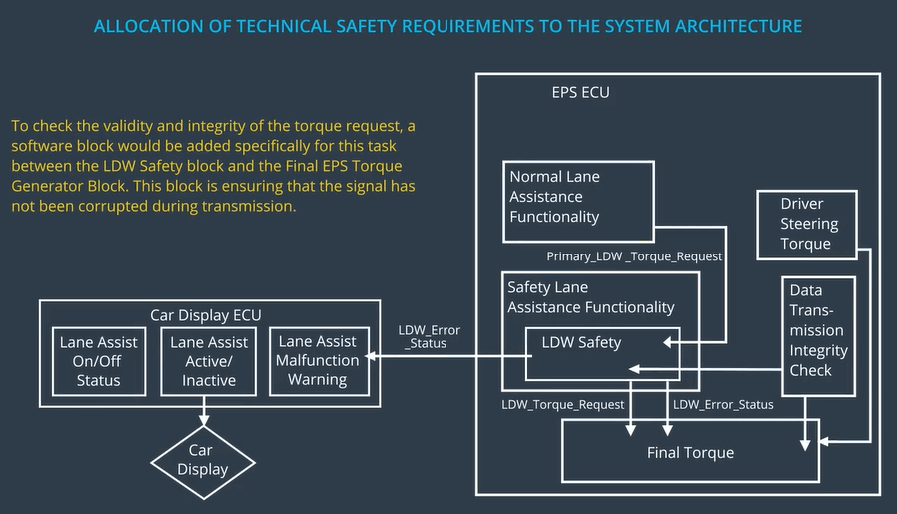 ALLOCATION OF TECHNICAL SAFETY REQUIREMENTS TO THE SYSTEM ARCHITECTURE
To check the validity and integrity of the torque request, a
software block would be added specifically for this task
between the LDW Safety block and the Final EPS Torque
Generator Block. This block is ensuring that the signal has
not been corrupted during transmission.
EPS ECU
Normal Lane
Assistance
Functionality
Driver
Steering
Torque
Primary_LDW _Torque_Request
Safety Lane
Assistance Functionality
LDW Safety
Data
Trans-
mission
Integrity
Check
Car Display ECU
Lane Assist
On/Off
Status
Lane Assist
Active/
Inactive
Lane Assist
Malfunction
Warning
LDW_Error
_Status
LDW_Torque_Request
LDW_Error_Status
Final Torque
Car
Display